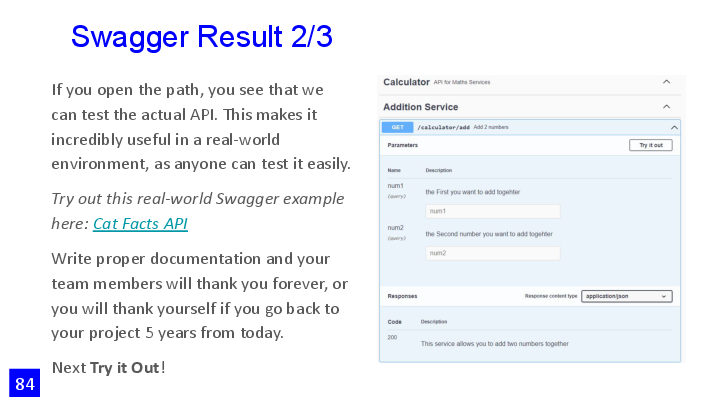 Swagger Result 2/3
If you open the path, you see that we
can test the actual API. This makes it
incredibly useful in a real-world
environment, as anyone can test it easily.
Try out this real-world Swagger example
here: Cat Facts API
Write proper documentation and your
team members will thank you forever, or
you will thank yourself if you go back to
your project 5 years from today.
Next Try it Out!
84
Calculator API for Maths Services
Addition Service
GET /calculator/add Add 2 numbers
Parameters Try it out
Name Description
num1 the First you want to add togehter
(query)
num1
num2 the Second number you want to add togehter
(query)
num2
Responses Response content type application/json
Code Description
200 This service allows you to add two numbers together